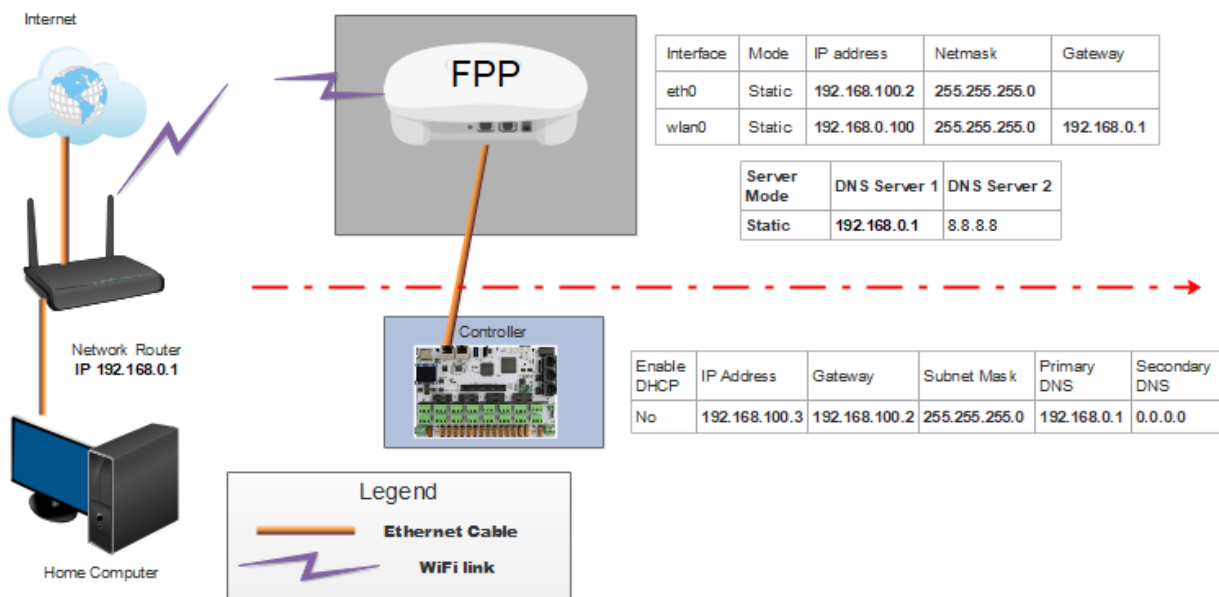 Internet
FPP
Interface Mode IP address Netmask Gateway
eth0 Static 192.168.100.2 255.255.255.0
wlan0 Static 192.168.0.100 255.255.255.0 192.168.0.1
Server Mode DNS Server 1 DNS Server 2
Static 192.168.0.1 8.8.8.8
Network Router
IP 192.168.0.1
Controller
Enable DHCP IP Address Gateway Subnet Mask Primary DNS Secondary DNS
No 192.168.100.3 192.168.100.2 255.255.255.0 192.168.0.1 0.0.0.0
Home Computer
Legend
Ethernet Cable
WiFi link